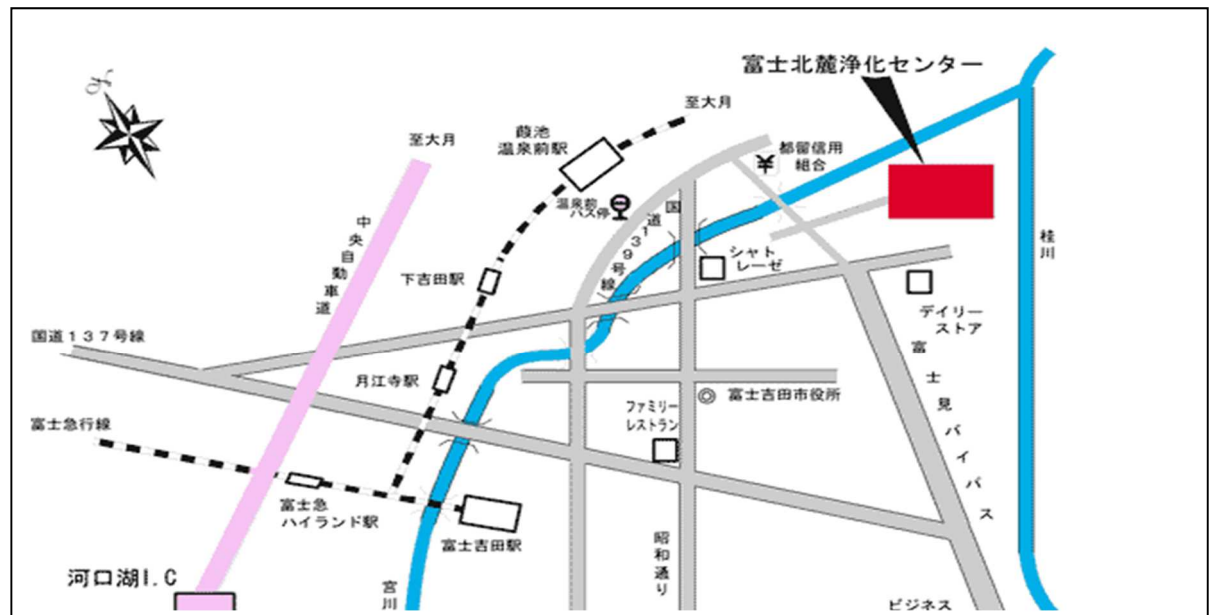 富士北麓浄化センター
至大月
葭池
温泉前駅
都留信用
組合
¥
至大月
温泉前
バス停
国道139号線
中央自動車道
シャト
レーゼ
桂川
下吉田駅
デイリー
ストア
国道137号線
月江寺駅
富士見バイパス
富士吉田市役所
ファミリー
レストラン
富士急行線
富士急
ハイランド駅
富士吉田駅
昭和通り
河口湖I.C
宮川
ビジネス